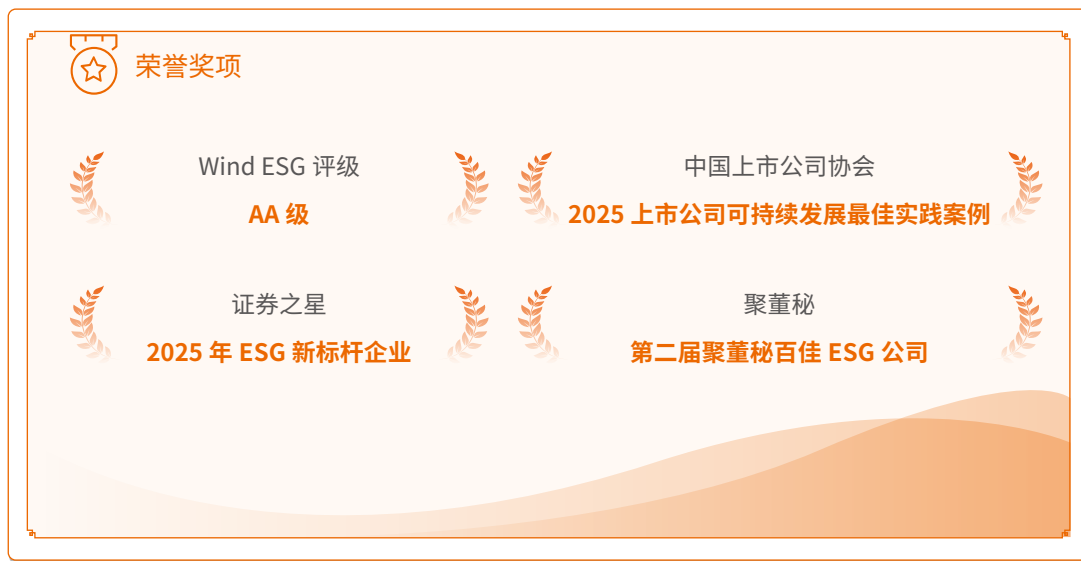 荣誉奖项
Wind ESG 评级
AA 级
中国上市公司协会
2025 上市公司可持续发展最佳实践案例
证券之星
2025 年 ESG 新标杆企业
聚董秘
第二届聚董秘百佳 ESG 公司